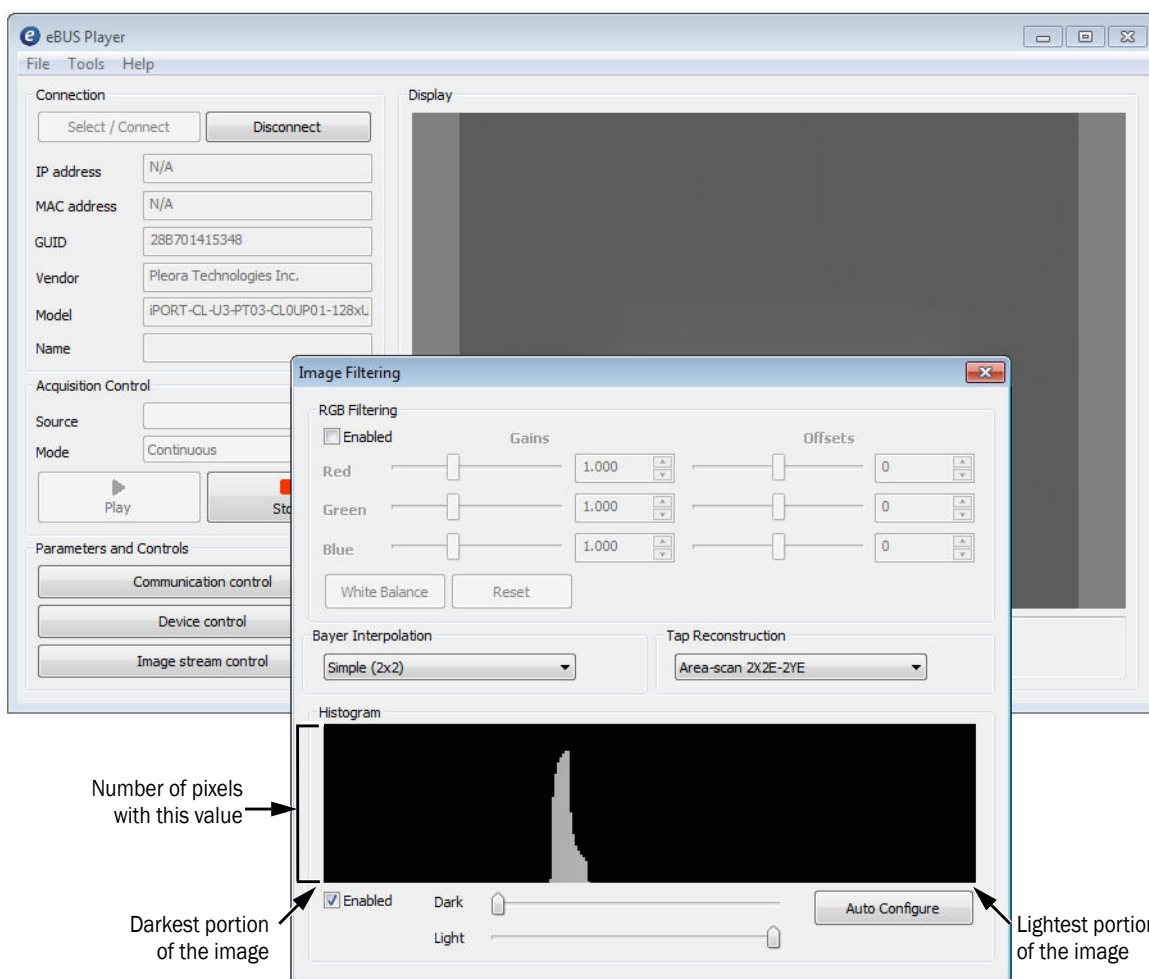 eBUS Player
File Tools Help
Connection
Select / Connect
Disconnect
IP address
N/A
MAC address
N/A
GUID
28B701415348
Vendor
Pleora Technologies Inc.
Model
iPORT-CL-U3-PT03-CL0UP01-128xU
Name
Acquisition Control
Source
Mode
Continuous
Play
Parameters and Controls
Communication control
Device control
Image stream control
Display
Image Filtering
RGB Filtering
Enabled
Gains
Offsets
Red
1.000
0
Green
1.000
0
Blue
1.000
0
White Balance
Reset
Bayer Interpolation
Simple (2x2)
Tap Reconstruction
Area-scan 2X2E-2YE
Histogram
Number of pixels
with this value
Enabled
Dark
Light
Auto Configure
Darkest portion
of the image
Lightest portion
of the image